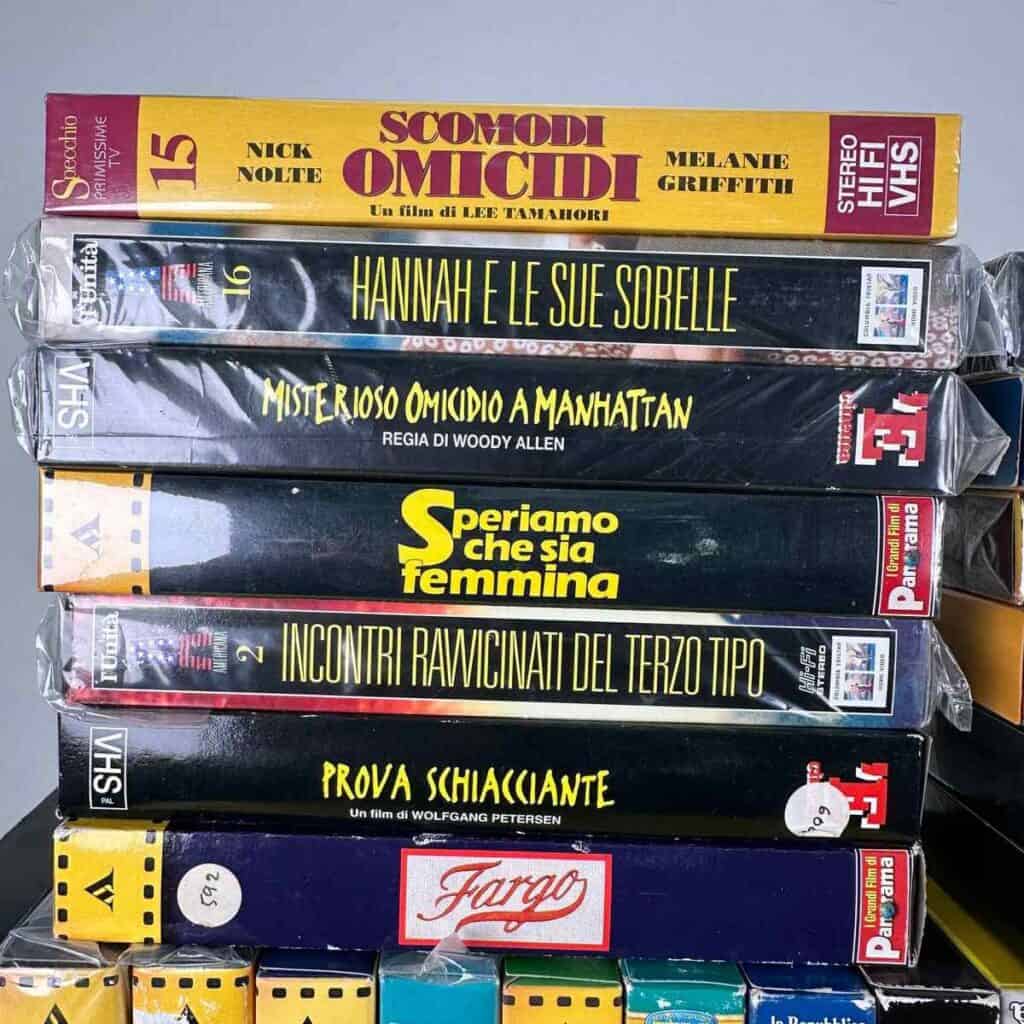 Specchio
PRIMISSIME
TV
15
NICK
NOLTE
SCOMODI
OMICIDI
Un film di LEE TAMAHORI
MELANIE
GRIFFITH
STEREO
HI FI
VHS
l'Unità
AMERICANA
16
HANNAH E LE SUE SORELLE
VHS
MISTERIOSO OMICIDIO A MANHATTAN
REGIA DI WOODY ALLEN
Speriamo
che sia
femmina
I Grandi Film di
Panorama
l'Unità
AMERICANA
2
INCONTRI RAVVICINATI DEL TERZO TIPO
Hi-Fi
STEREO
VHS
PAL
PROVA SCHIACCIANTE
Un film di WOLFGANG PETERSEN
592
Fargo
I Grandi Film di
Panorama
la Repubblica